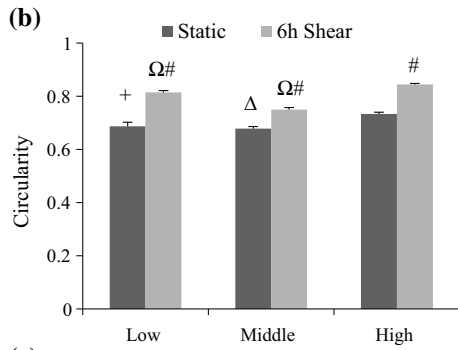 (b)
Static 6h Shear
1
0.8
0.6
0.4
0.2
0
Circularity
+ Ω# Δ Ω# #
Low Middle High